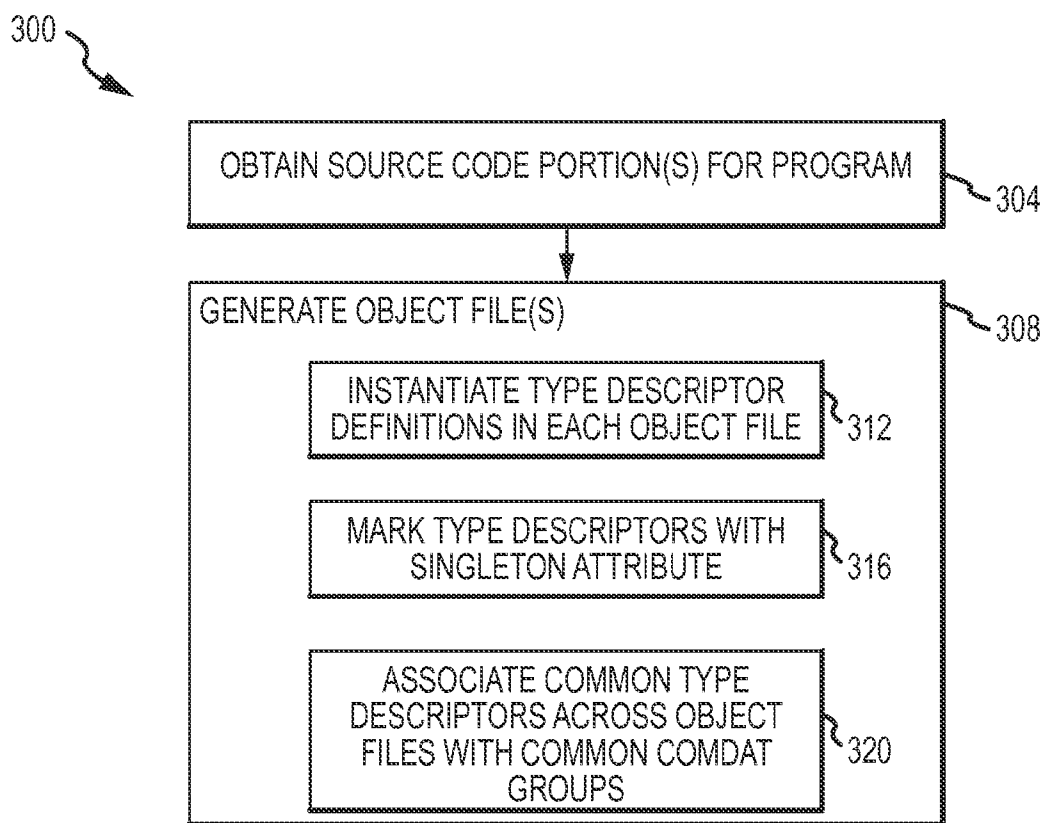 300
OBTAIN SOURCE CODE PORTION(S) FOR PROGRAM
304
GENERATE OBJECT FILE(S)
308
INSTANTIATE TYPE DESCRIPTOR
DEFINITIONS IN EACH OBJECT FILE
312
MARK TYPE DESCRIPTORS WITH
SINGLETON ATTRIBUTE
316
ASSOCIATE COMMON TYPE
DESCRIPTORS ACROSS OBJECT
FILES WITH COMMON COMDAT
GROUPS
320